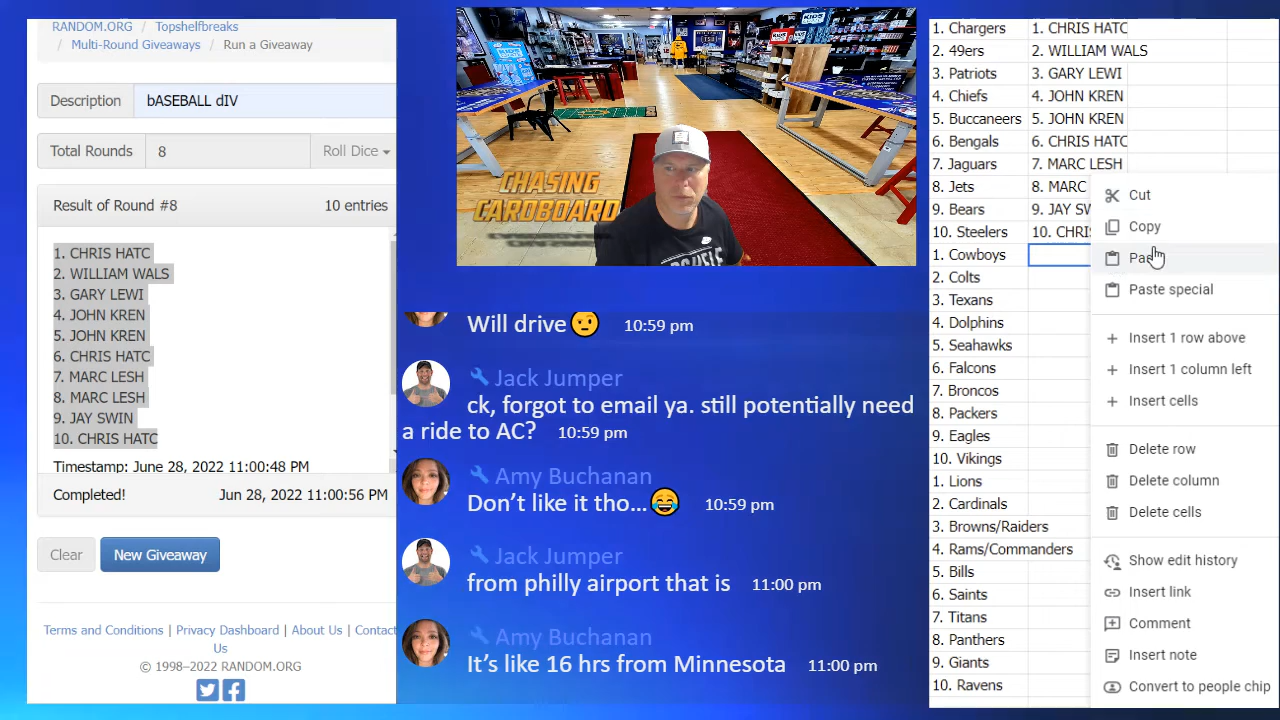 RANDOM.ORG Topshelfbreaks
Multi-Round Giveaways Run a Giveaway
Description bASEBALL dIV
Total Rounds 8 Roll Dice
Result of Round #8 10 entries
1. CHRIS HATC
2. WILLIAM WALS
3. GARY LEWI
4. JOHN KREN
5. JOHN KREN
6. CHRIS HATC
7. MARC LESH
8. MARC LESH
9. JAY SWIN
10. CHRIS HATC
Timestamp: June 28, 2022 11:00:48 PM
Completed! Jun 28, 2022 11:00:56 PM
Clear New Giveaway
Terms and Conditions | Privacy Dashboard | About Us | Contact
Us
© 1998–2022 RANDOM.ORG
CHASING
CARDBOARD
Will drive🤨 10:59 pm
Jack Jumper
ck, forgot to email ya. still potentially need
a ride to AC? 10:59 pm
Amy Buchanan
Don’t like it tho...😂 10:59 pm
Jack Jumper
from philly airport that is 11:00 pm
Amy Buchanan
It’s like 16 hrs from Minnesota 11:00 pm
1. Chargers 1. CHRIS HATC
2. 49ers 2. WILLIAM WALS
3. Patriots 3. GARY LEWI
4. Chiefs 4. JOHN KREN
5. Buccaneers 5. JOHN KREN
6. Bengals 6. CHRIS HATC
7. Jaguars 7. MARC LESH
8. Jets 8. MARC
9. Bears 9. JAY SW
10. Steelers 10. CHRIS
1. Cowboys
2. Colts
3. Texans
4. Dolphins
5. Seahawks
6. Falcons
7. Broncos
8. Packers
9. Eagles
10. Vikings
1. Lions
2. Cardinals
3. Browns/Raiders
4. Rams/Commanders
5. Bills
6. Saints
7. Titans
8. Panthers
9. Giants
10. Ravens
Cut
Copy
Paste
Paste special
Insert 1 row above
Insert 1 column left
Insert cells
Delete row
Delete column
Delete cells
Show edit history
Insert link
Comment
Insert note
Convert to people chip